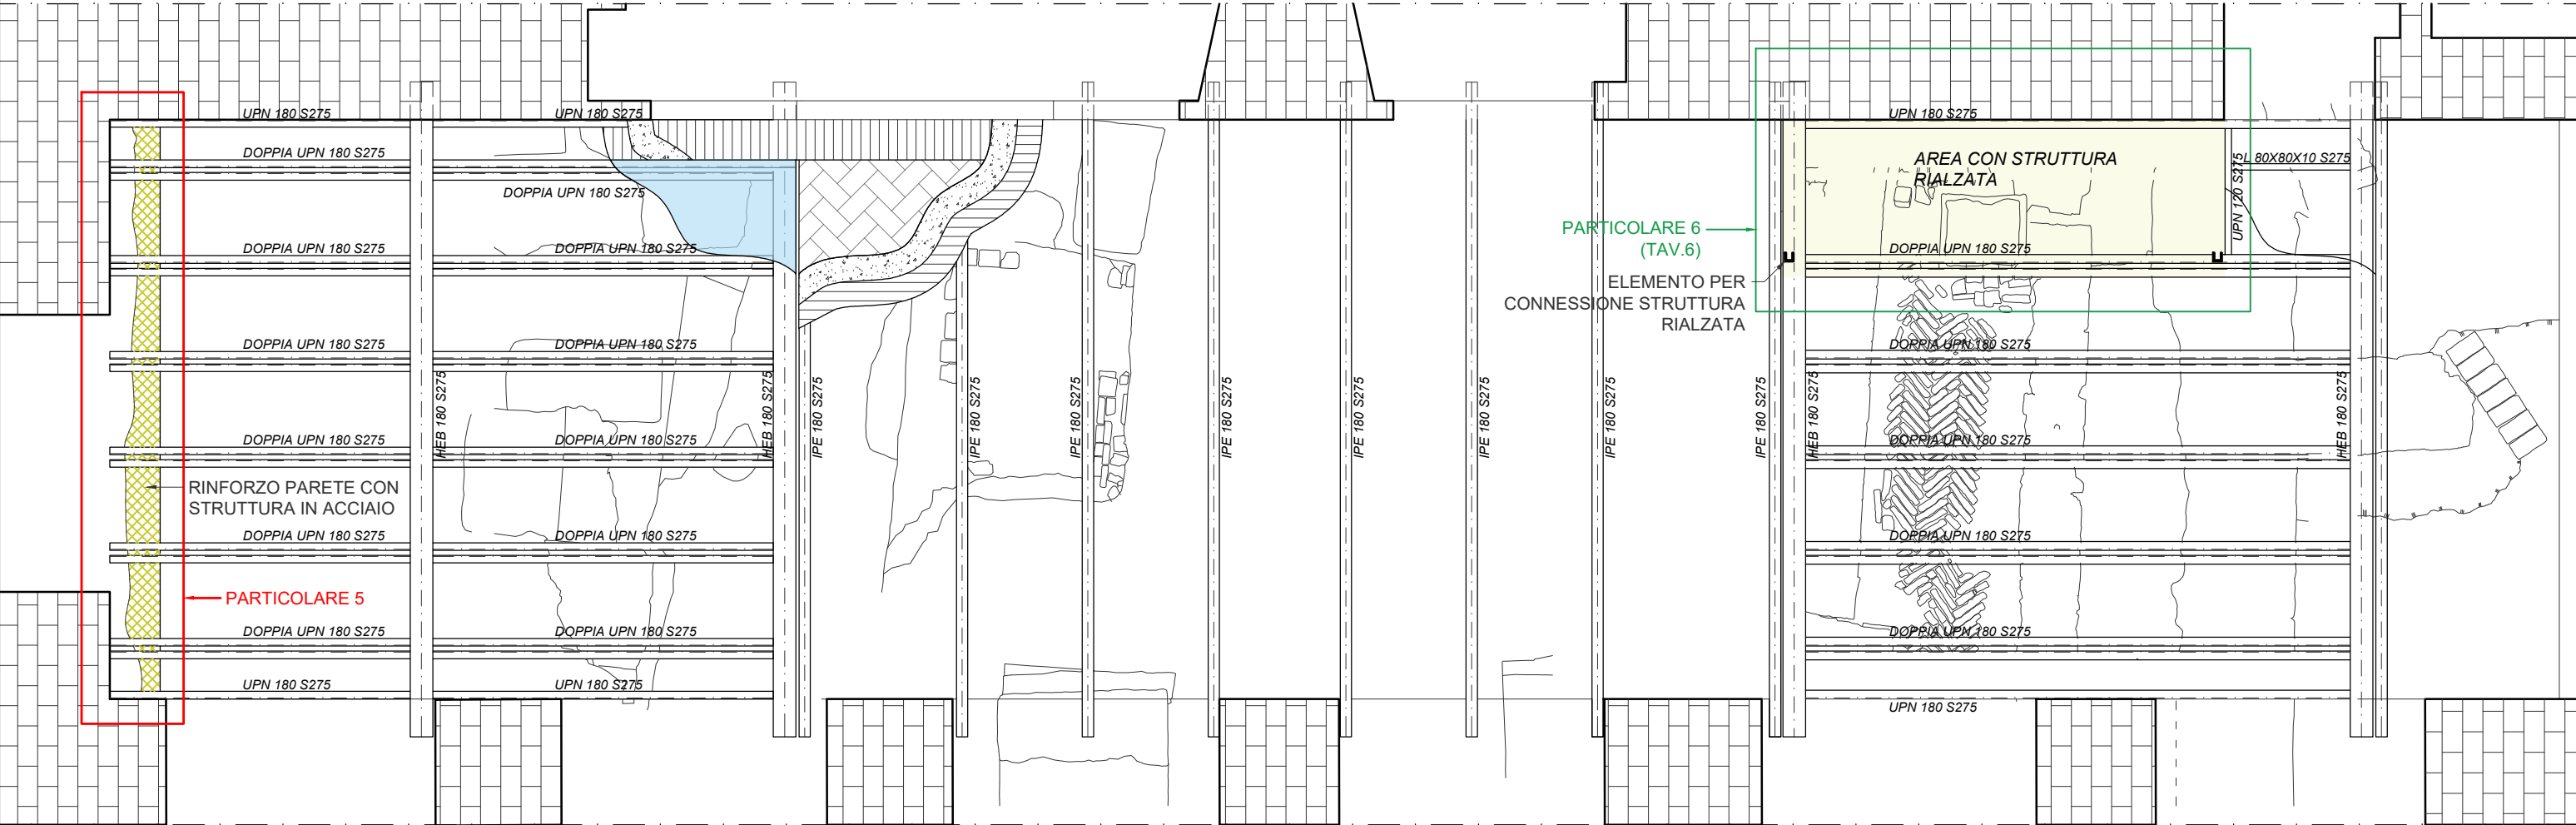 UPN 180 S275
UPN 180 S275
DOPPIA UPN 180 S275
DOPPIA UPN 180 S275
DOPPIA UPN 180 S275
DOPPIA UPN 180 S275
DOPPIA UPN 180 S275
DOPPIA UPN 180 S275
HEB 180 S275
HEB 180 S275
DOPPIA UPN 180 S275
DOPPIA UPN 180 S275
RINFORZO PARETE CON
STRUTTURA IN ACCIAIO
DOPPIA UPN 180 S275
DOPPIA UPN 180 S275
PARTICOLARE 5
DOPPIA UPN 180 S275
DOPPIA UPN 180 S275
UPN 180 S275
UPN 180 S275
IPE 180 S275
IPE 180 S275
IPE 180 S275
IPE 180 S275
IPE 180 S275
IPE 180 S275
IPE 180 S275
IPE 180 S275
PARTICOLARE 6
(TAV.6)
ELEMENTO PER
CONNESSIONE STRUTTURA
RIALZATA
UPN 180 S275
AREA CON STRUTTURA
RIALZATA
L 80X80X10 S275
UPN 120 S275
DOPPIA UPN 180 S275
DOPPIA UPN 180 S275
HEB 180 S275
HEB 180 S275
DOPPIA UPN 180 S275
DOPPIA UPN 180 S275
DOPPIA UPN 180 S275
UPN 180 S275